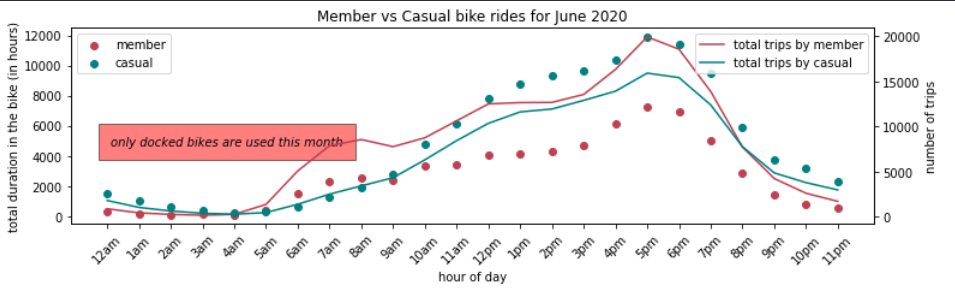 Member vs Casual bike rides for June 2020
total duration in the bike (in hours)
12000
10000
8000
6000
4000
2000
0
member
casual
only docked bikes are used this month
total trips by member
total trips by casual
20000
15000
10000
5000
0
number of trips
12am 1am 2am 3am 4am 5am 6am 7am 8am 9am 10am 11am 12pm 1pm 2pm 3pm 4pm 5pm 6pm 7pm 8pm 9pm 10pm 11pm
hour of day